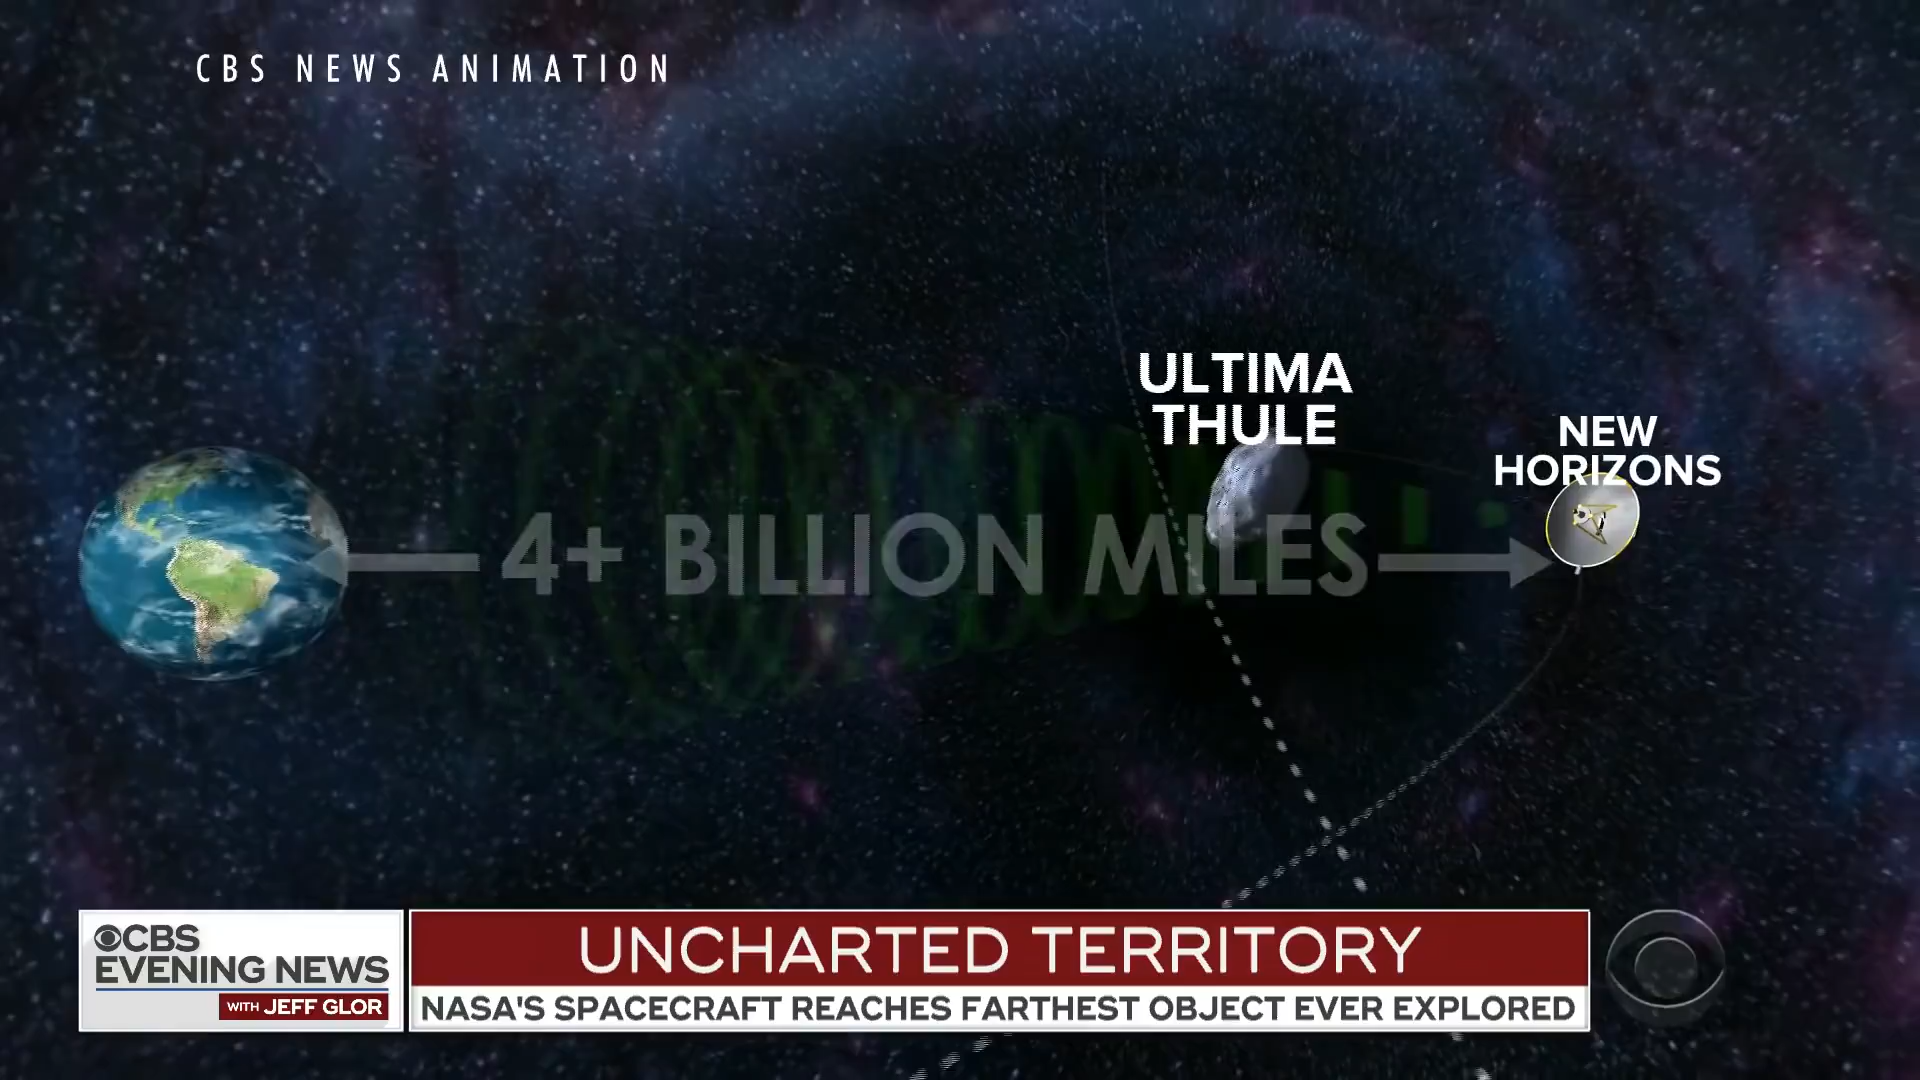 CBS NEWS ANIMATION
ULTIMA
THULE
NEW
HORIZONS
4+ BILLION MILES
CBS
EVENING NEWS
WITH JEFF GLOR
UNCHARTED TERRITORY
NASA'S SPACECRAFT REACHES FARTHEST OBJECT EVER EXPLORED